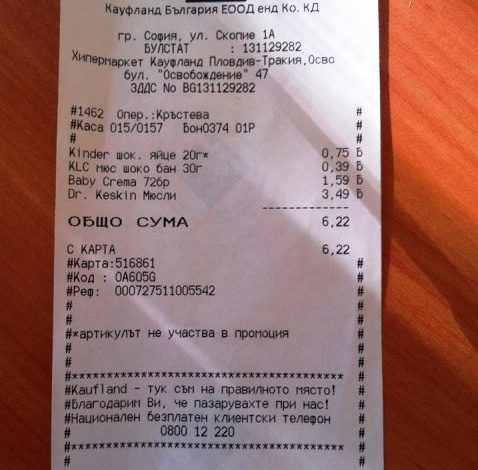 Кауфланд България ЕООД енд Ко. КД
гр. София, ул. Скопие 1А
БУЛСТАТ : 131129282
Хипермаркет Кауфланд Пловдив-Тракия,Осво
бул. "Освобождение" 47
ЗДДС No BG131129282
#1462 Опер.:Кръстева #
#Каса 015/0157 Бон0374 01Р #
# #
Kinder шок. яйце 20г* 0,75 Б
KLC мюс шоко бан 30г 0,39 Б
Baby Crema 72бр 1,59 Б
Dr. Keskin Мюсли 3,49 Б
-------------
ОБЩО СУМА 6,22
С КАРТА 6,22
#Карта:516861 #
#Код : 0A605G #
#Реф: 000727511005542 #
# #
# #
#*артикулът не участва в промоция #
# #
# #
#****************************************#
#Kaufland - тук съм на правилното място! #
#Благодарим Ви, че пазарувахте при нас! #
#Национален безплатен клиентски телефон #
# 0800 12 220 #
#****************************************#
# #